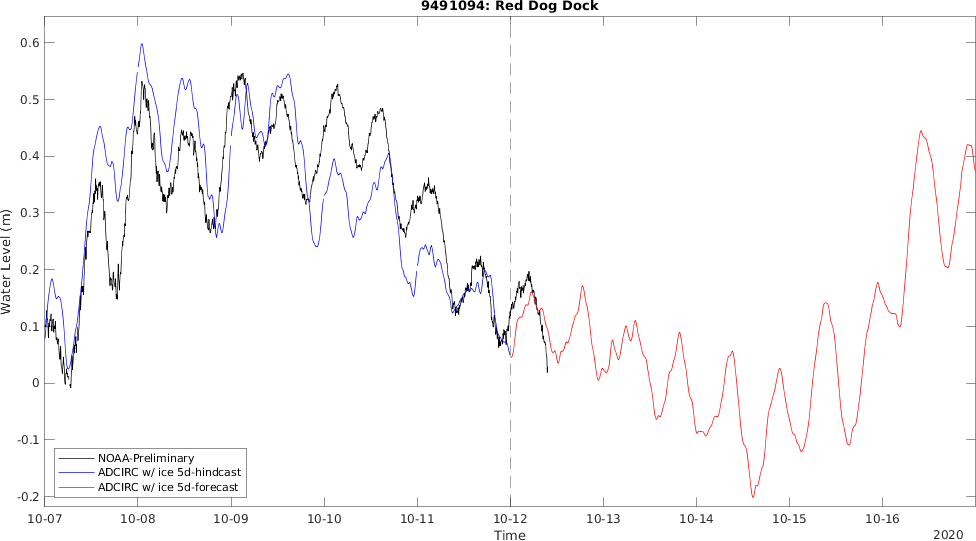 9491094: Red Dog Dock
Water Level (m)
0.6
0.5
0.4
0.3
0.2
0.1
0
-0.1
-0.2
NOAA-Preliminary
ADCIRC w/ ice 5d-hindcast
ADCIRC w/ ice 5d-forecast
10-07 10-08 10-09 10-10 10-11 10-12 10-13 10-14 10-15 10-16
Time
2020